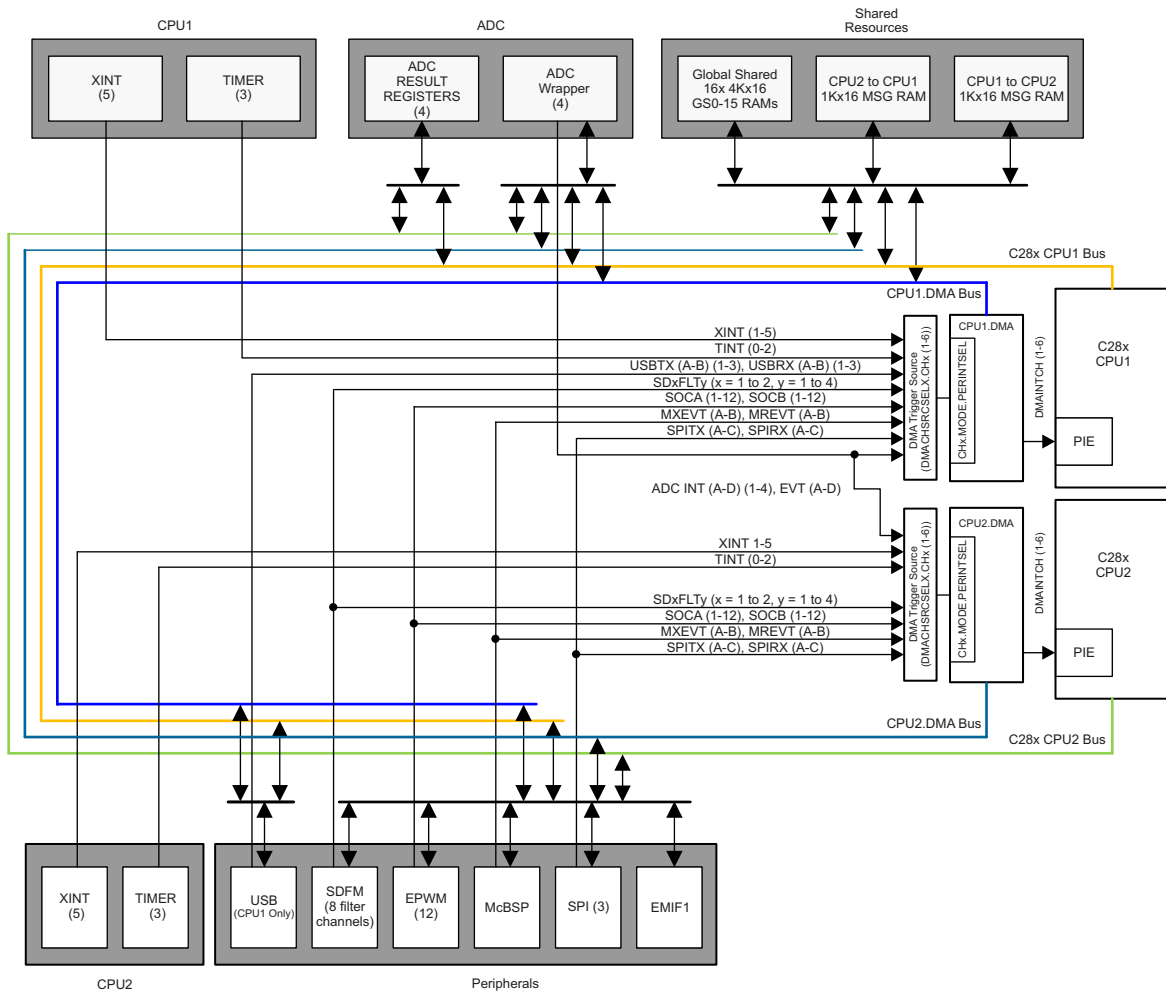 CPU1
ADC
Shared
Resources
XINT
(5)
TIMER
(3)
ADC
RESULT
REGISTERS
(4)
ADC
Wrapper
(4)
Global Shared
16x 4Kx16
GS0-15 RAMs
CPU2 to CPU1
1Kx16 MSG RAM
CPU1 to CPU2
1Kx16 MSG RAM
C28x CPU1 Bus
CPU1.DMA Bus
XINT (1-5)
TINT (0-2)
USBTX (A-B) (1-3), USBRX (A-B) (1-3)
SDxFLTy (x = 1 to 2, y = 1 to 4)
SOCA (1-12), SOCB (1-12)
MXEVT (A-B), MREVT (A-B)
SPITX (A-C), SPIRX (A-C)
DMA Trigger Source
(DMACHSRCSELX.CHx (1-6))
CPU1.DMA
CHx.MODE.PERINTSEL
DMAINTCH (1-6)
C28x
CPU1
PIE
ADC INT (A-D) (1-4), EVT (A-D)
XINT 1-5
TINT (0-2)
SDxFLTy (x = 1 to 2, y = 1 to 4)
SOCA (1-12), SOCB (1-12)
MXEVT (A-B), MREVT (A-B)
SPITX (A-C), SPIRX (A-C)
DMA Trigger Source
(DMACHSRCSELX.CHx (1-6))
CPU2.DMA
CHx.MODE.PERINTSEL
DMAINTCH (1-6)
C28x
CPU2
PIE
CPU2.DMA Bus
C28x CPU2 Bus
XINT
(5)
TIMER
(3)
USB
(CPU1 Only)
SDFM
(8 filter
channels)
EPWM
(12)
McBSP
SPI (3)
EMIF1
CPU2
Peripherals